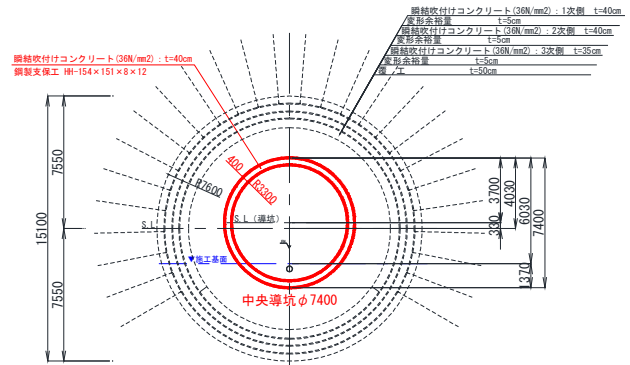 瞬結吹付けコンクリート(36N/mm2)：1次側 t=40cm
変形余裕量 t=5cm
瞬結吹付けコンクリート(36N/mm2)：2次側 t=40cm
変形余裕量 t=5cm
瞬結吹付けコンクリート(36N/mm2)：3次側 t=35cm
変形余裕量 t=5cm
覆 工 t=50cm
瞬結吹付けコンクリート(36N/mm2)：t=40cm
鋼製支保工 HH-154×151×8×12
15100
7550
7550
R7600
400
R3300
S.L
S.L (導坑)
▼施工基面
中央導坑φ7400
3700
330
4030
6030
1370
7400